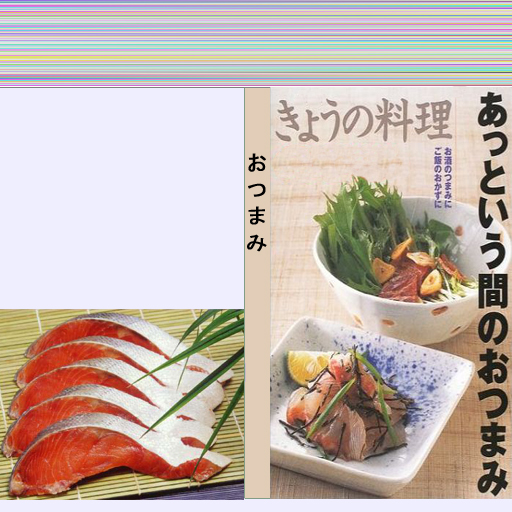 きょうの料理
あっという間のおつまみ
お酒のつまみに
ご飯のおかずに
おつまみ